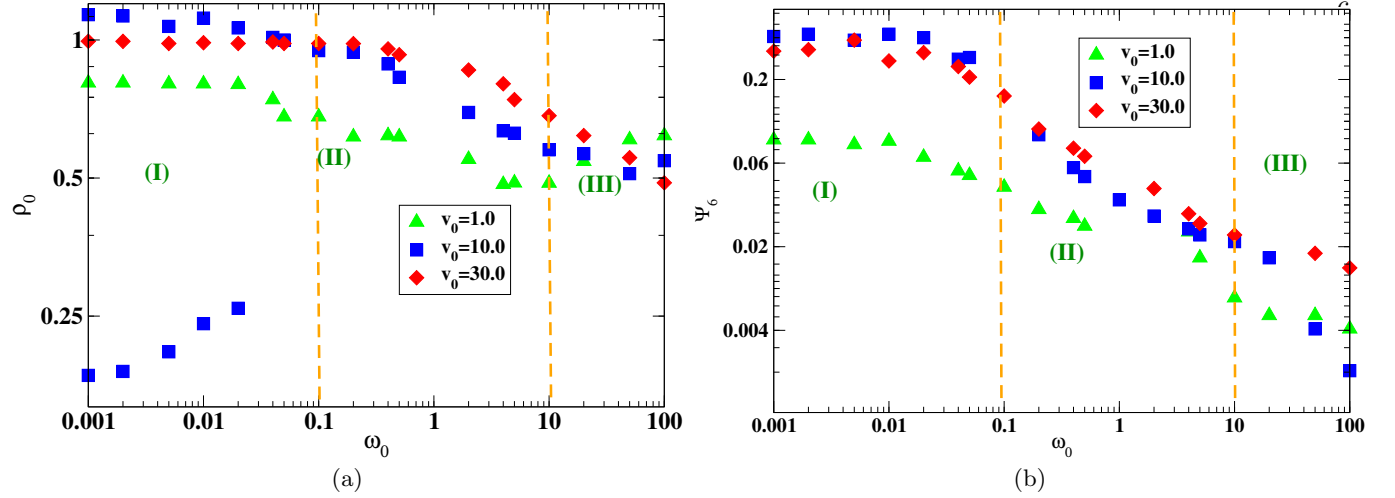 6
1
0.5
0.25
ρ₀
(I)
(II)
(III)
v₀=1.0
v₀=10.0
v₀=30.0
0.001
0.01
0.1
1
10
100
ω₀
(a)
0.2
0.06
0.02
0.004
Ψ₆
(I)
(II)
(III)
v₀=1.0
v₀=10.0
v₀=30.0
0.001
0.01
0.1
1
10
100
ω₀
(b)